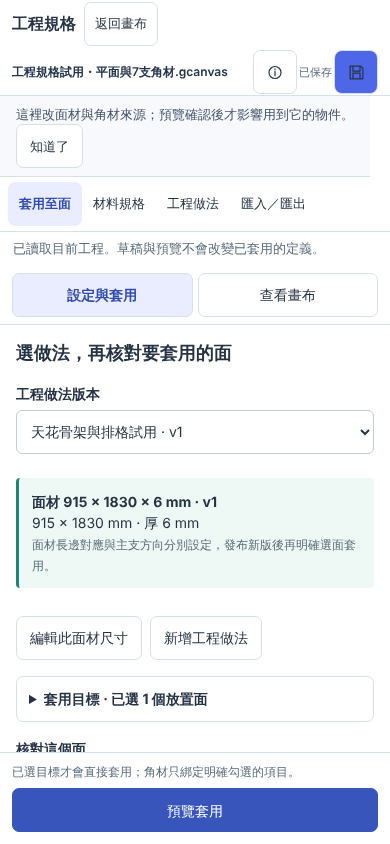 工程規格 返回畫布
工程規格試用・平面與7支角材.gcanvas 已保存
這裡改面材與角材來源；預覽確認後才影響用到它的物件。
知道了
套用至面 材料規格 工程做法 匯入／匯出
已讀取目前工程。草稿與預覽不會改變已套用的定義。
設定與套用 查看畫布
選做法，再核對要套用的面
工程做法版本
天花骨架與排格試用 · v1
面材 915 × 1830 × 6 mm · v1
915 × 1830 mm · 厚 6 mm
面材長邊對應與主支方向分別設定，發布新版後再明確選面套
用。
編輯此面材尺寸 新增工程做法
▶ 套用目標 · 已選 1 個放置面
核對這個面
已選目標才會直接套用；角材只綁定明確勾選的項目。
預覽套用